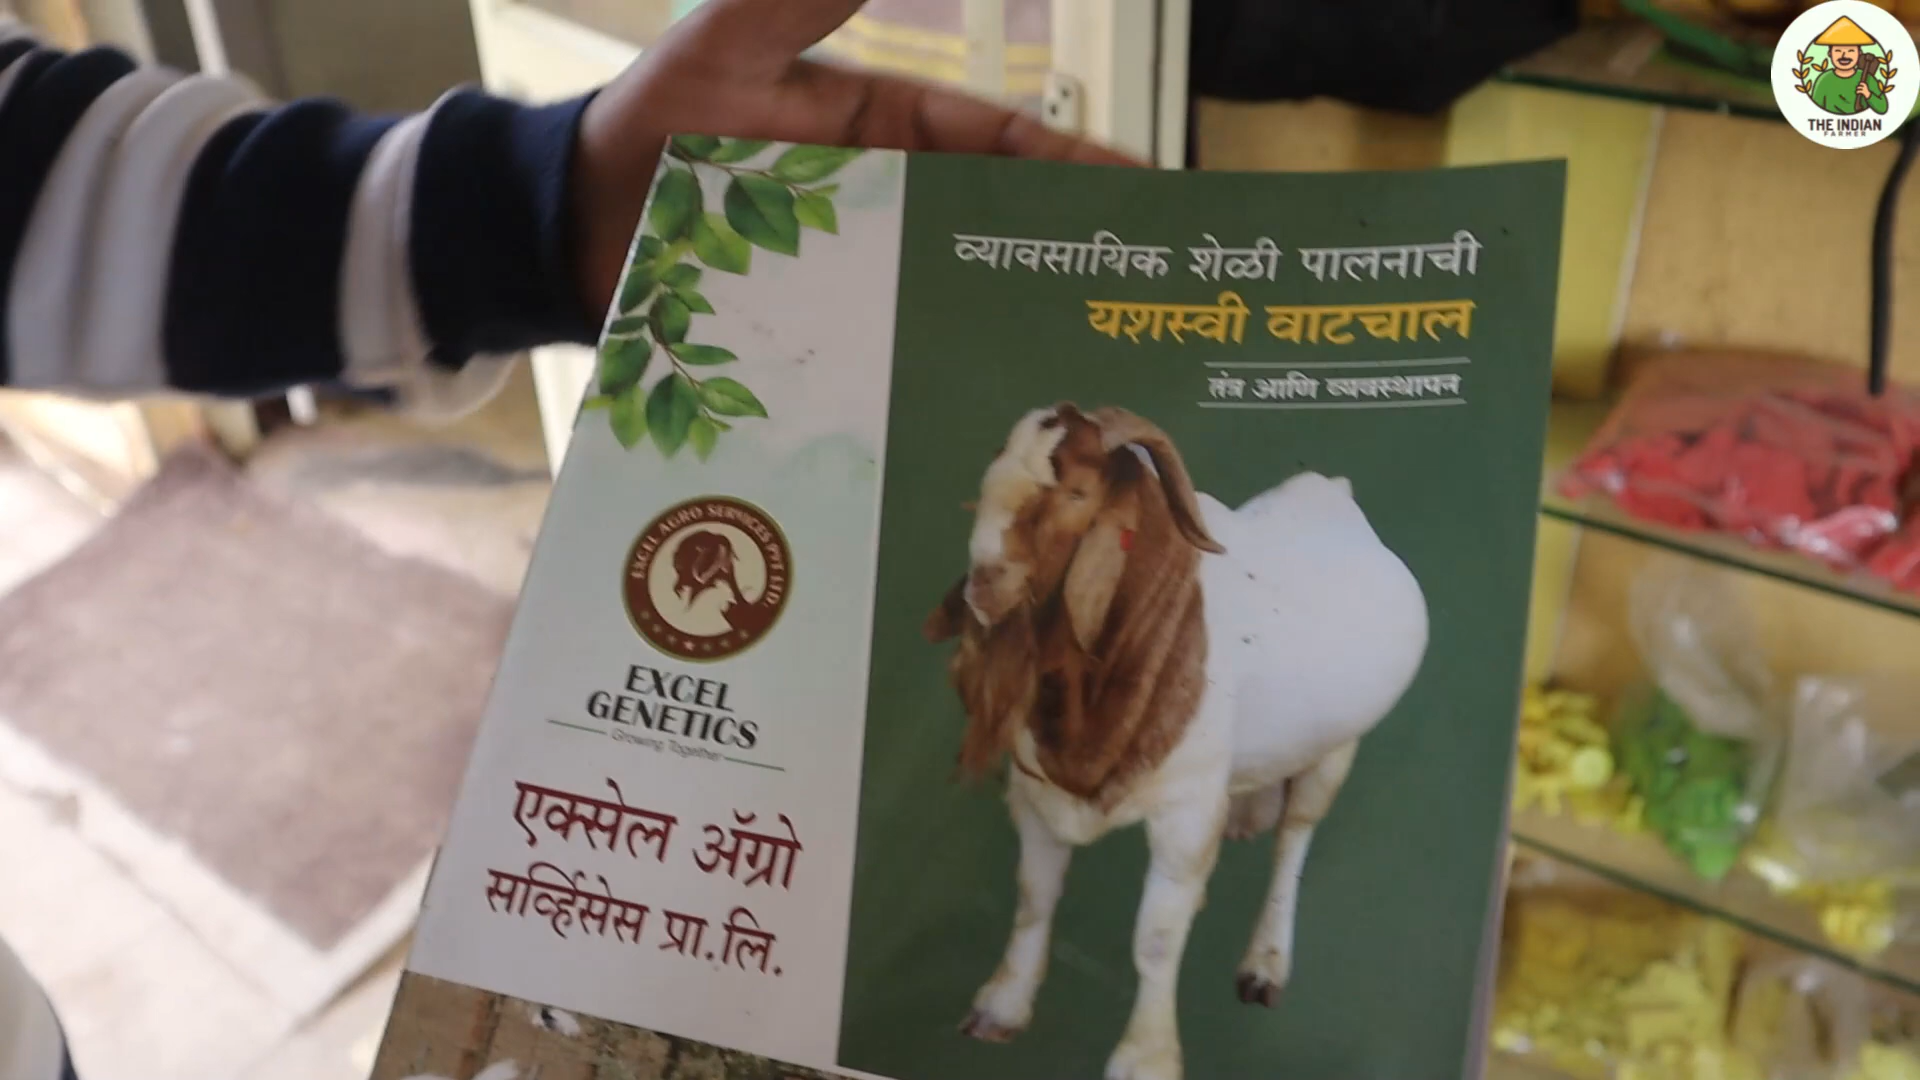 THE INDIAN
FARMER
व्यावसायिक शेळी पालनाची
यशस्वी वाटचाल
तंत्र आणि व्यवस्थापन
EXCEL AGRO SERVICES PVT LTD.
EXCEL
GENETICS
Growing Together
एक्सेल ॲग्रो
सर्व्हिसेस प्रा.लि.